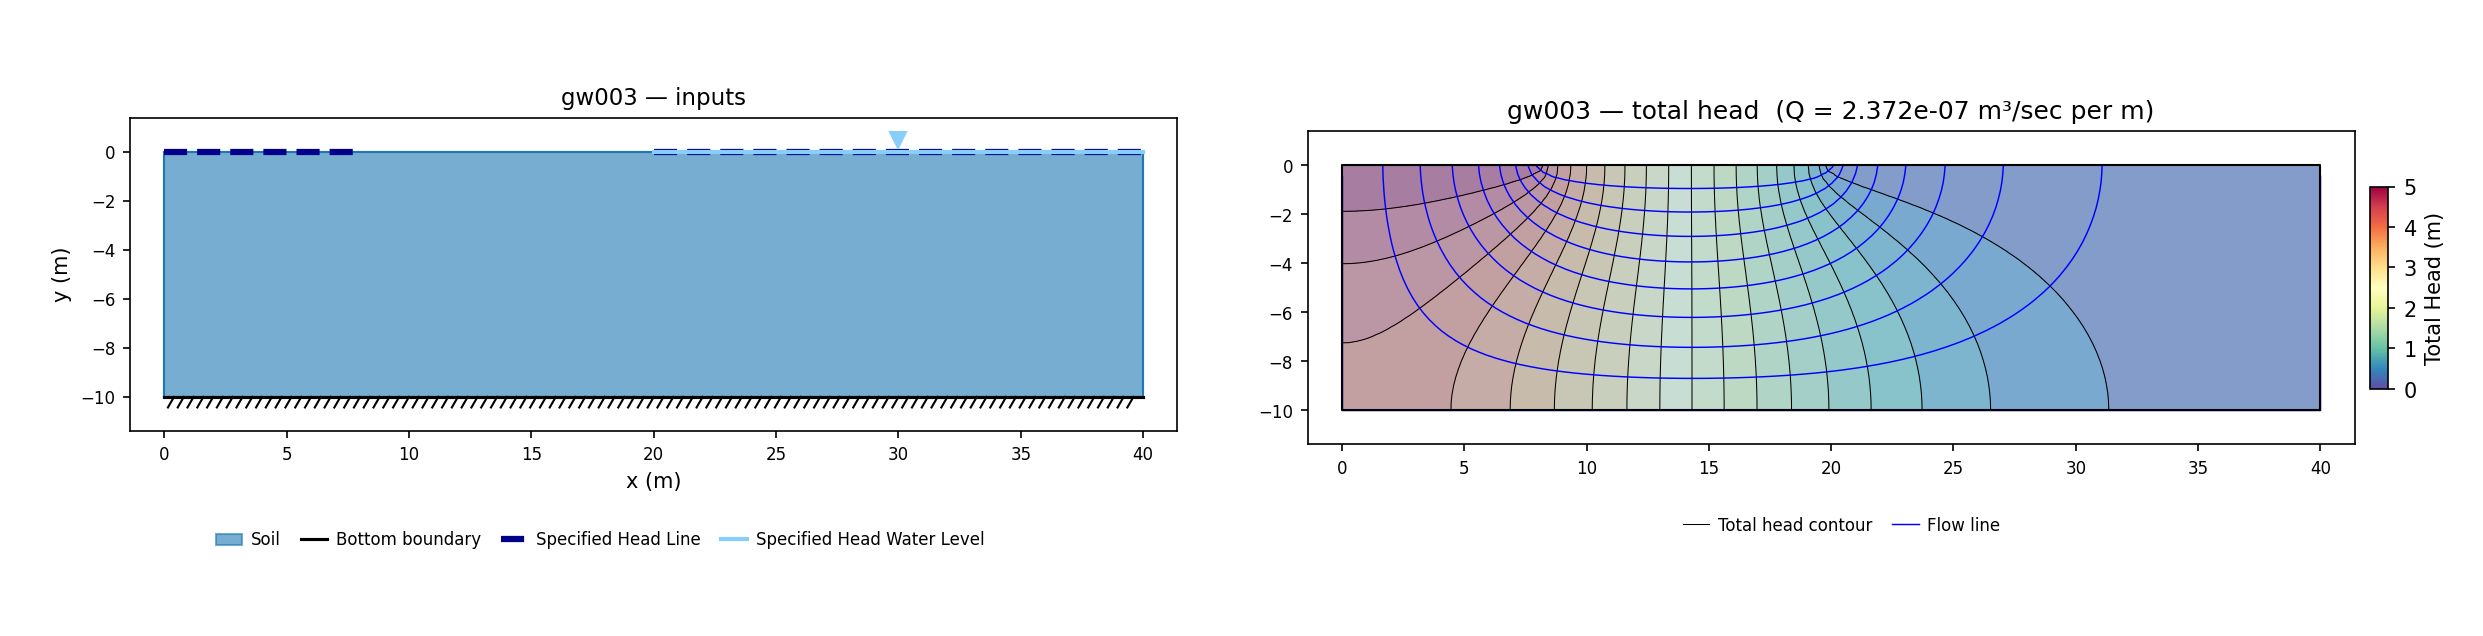 gw003 — inputs
0
−2
−4
−6
−8
−10
y (m)
0 5 10 15 20 25 30 35 40
x (m)
Soil Bottom boundary Specified Head Line Specified Head Water Level
gw003 — total head (Q = 2.372e-07 m³/sec per m)
0
−2
−4
−6
−8
−10
0 5 10 15 20 25 30 35 40
Total head contour Flow line
5
4
3
2
1
0
Total Head (m)